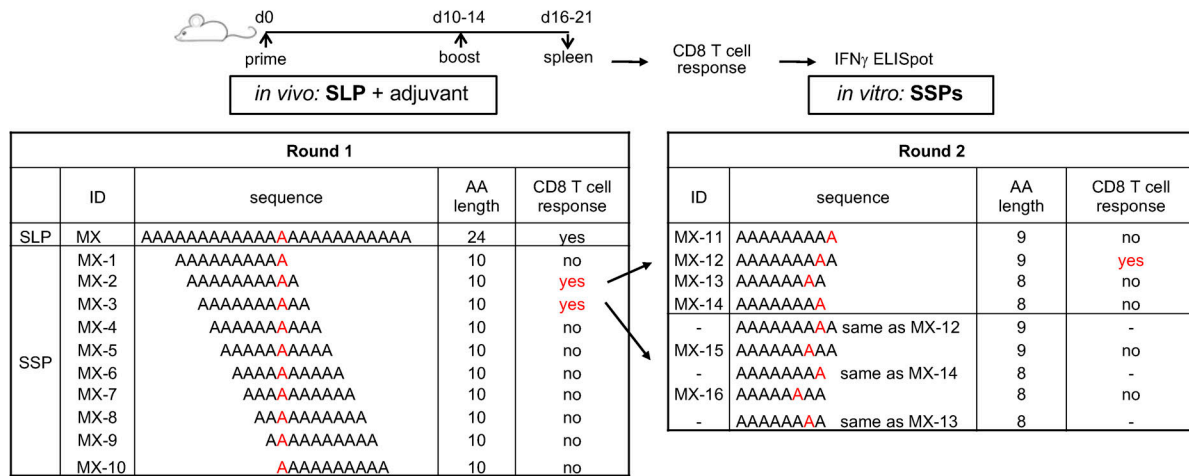 d0 d10-14 d16-21
prime boost spleen
CD8 T cell
response
IFNγ ELISpot
in vivo: SLP + adjuvant
in vitro: SSPs
Round 1
ID sequence AA length CD8 T cell response
SLP MX AAAAAAAAAAAAAAAAAAAAAAAA 24 yes
SSP
MX-1 AAAAAAAAAA 10 no
MX-2 AAAAAAAAAA 10 yes
MX-3 AAAAAAAAAA 10 yes
MX-4 AAAAAAAAAA 10 no
MX-5 AAAAAAAAAA 10 no
MX-6 AAAAAAAAAA 10 no
MX-7 AAAAAAAAAA 10 no
MX-8 AAAAAAAAAA 10 no
MX-9 AAAAAAAAAA 10 no
MX-10 AAAAAAAAAA 10 no
Round 2
ID sequence AA length CD8 T cell response
MX-11 AAAAAAAAA 9 no
MX-12 AAAAAAAAA 9 yes
MX-13 AAAAAAAA 8 no
MX-14 AAAAAAAA 8 no
- AAAAAAAAA same as MX-12 9 -
MX-15 AAAAAAAAA 9 no
- AAAAAAAA same as MX-14 8 -
MX-16 AAAAAAAA 8 no
- AAAAAAAA same as MX-13 8 -